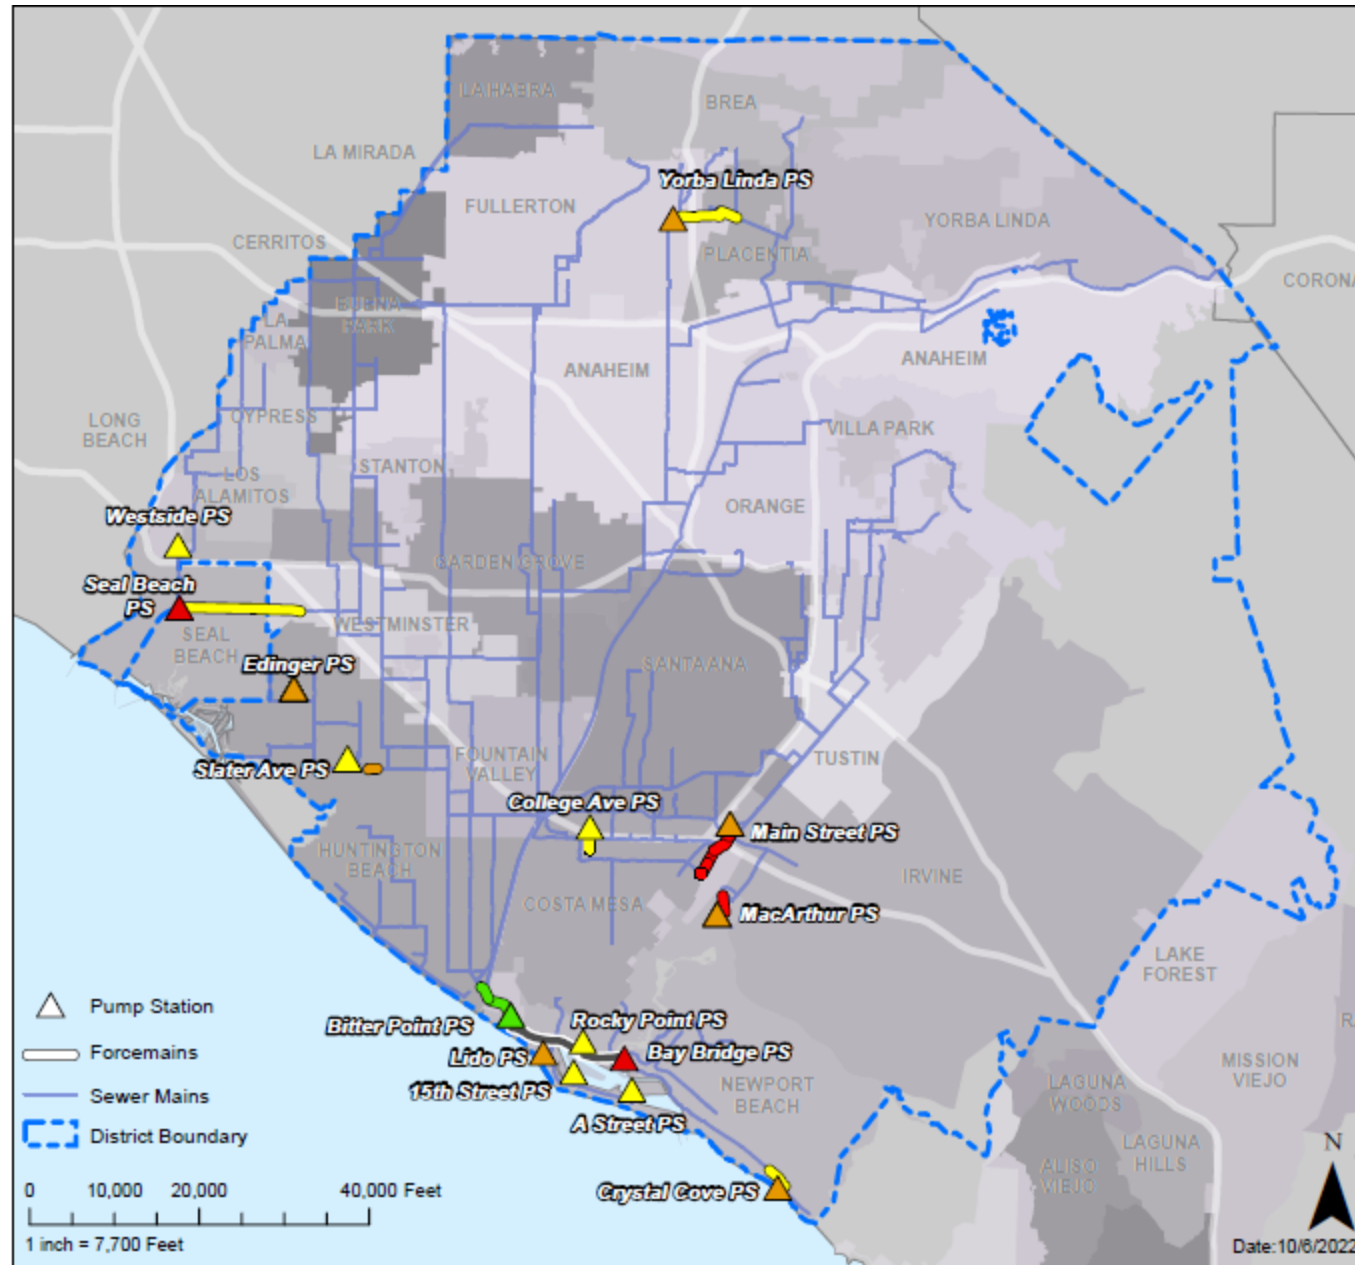 LA HABRA
BREA
LA MIRADA
Yorba Linda PS
FULLERTON
YORBA LINDA
CERRITOS
PLACENTIA
CORONA
BUENA
PARK
LA
PALMA
ANAHEIM
ANAHEIM
LONG
BEACH
CYPRESS
VILLA PARK
STANTON
LOS
ALAMITOS
ORANGE
Westside PS
GARDEN GROVE
Seal Beach
PS
WESTMINSTER
SEAL
BEACH
Edinger PS
SANTA ANA
FOUNTAIN
VALLEY
TUSTIN
Slater Ave PS
College Ave PS
Main Street PS
HUNTINGTON
BEACH
IRVINE
COSTA MESA
MacArthur PS
LAKE
FOREST
Pump Station
Bitter Point PS
Rocky Point PS
Forcemains
Lido PS
Bay Bridge PS
MISSION
VIEJO
Sewer Mains
15th Street PS
NEWPORT
BEACH
LAGUNA
WOODS
District Boundary
A Street PS
LAGUNA
HILLS
N
ALISO
VIEJO
0 10,000 20,000 40,000 Feet
Crystal Cove PS
1 inch = 7,700 Feet
Date:10/6/2022